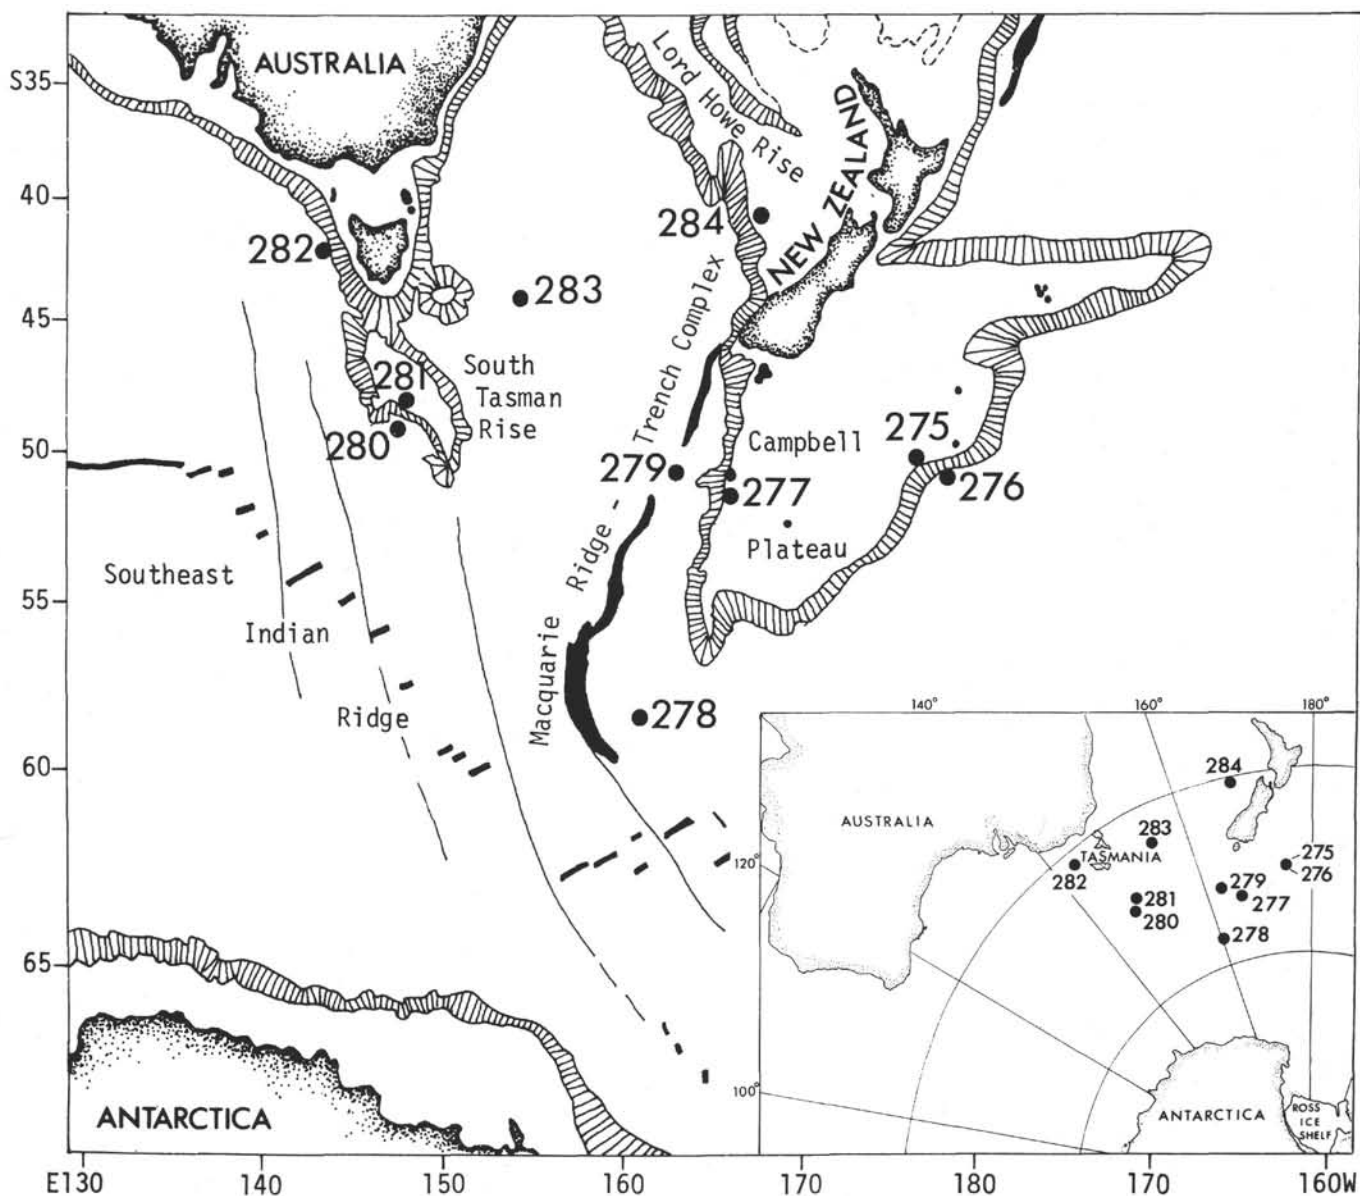 AUSTRALIA
Lord Howe Rise
NEW ZEALAND
S35
40
45
50
55
60
65
284
282
283
281
280
South
Tasman
Rise
Macquarie Ridge - Trench Complex
279
277
275
276
278
Campbell
Plateau
Southeast
Indian
Ridge
ANTARCTICA
E130
140
150
160
170
180
170
160W
140°
160°
180°
120°
100°
AUSTRALIA
TASMANIA
284
283
282
281
280
279
277
275
276
278
ANTARCTICA
ROSS
ICE
SHELF